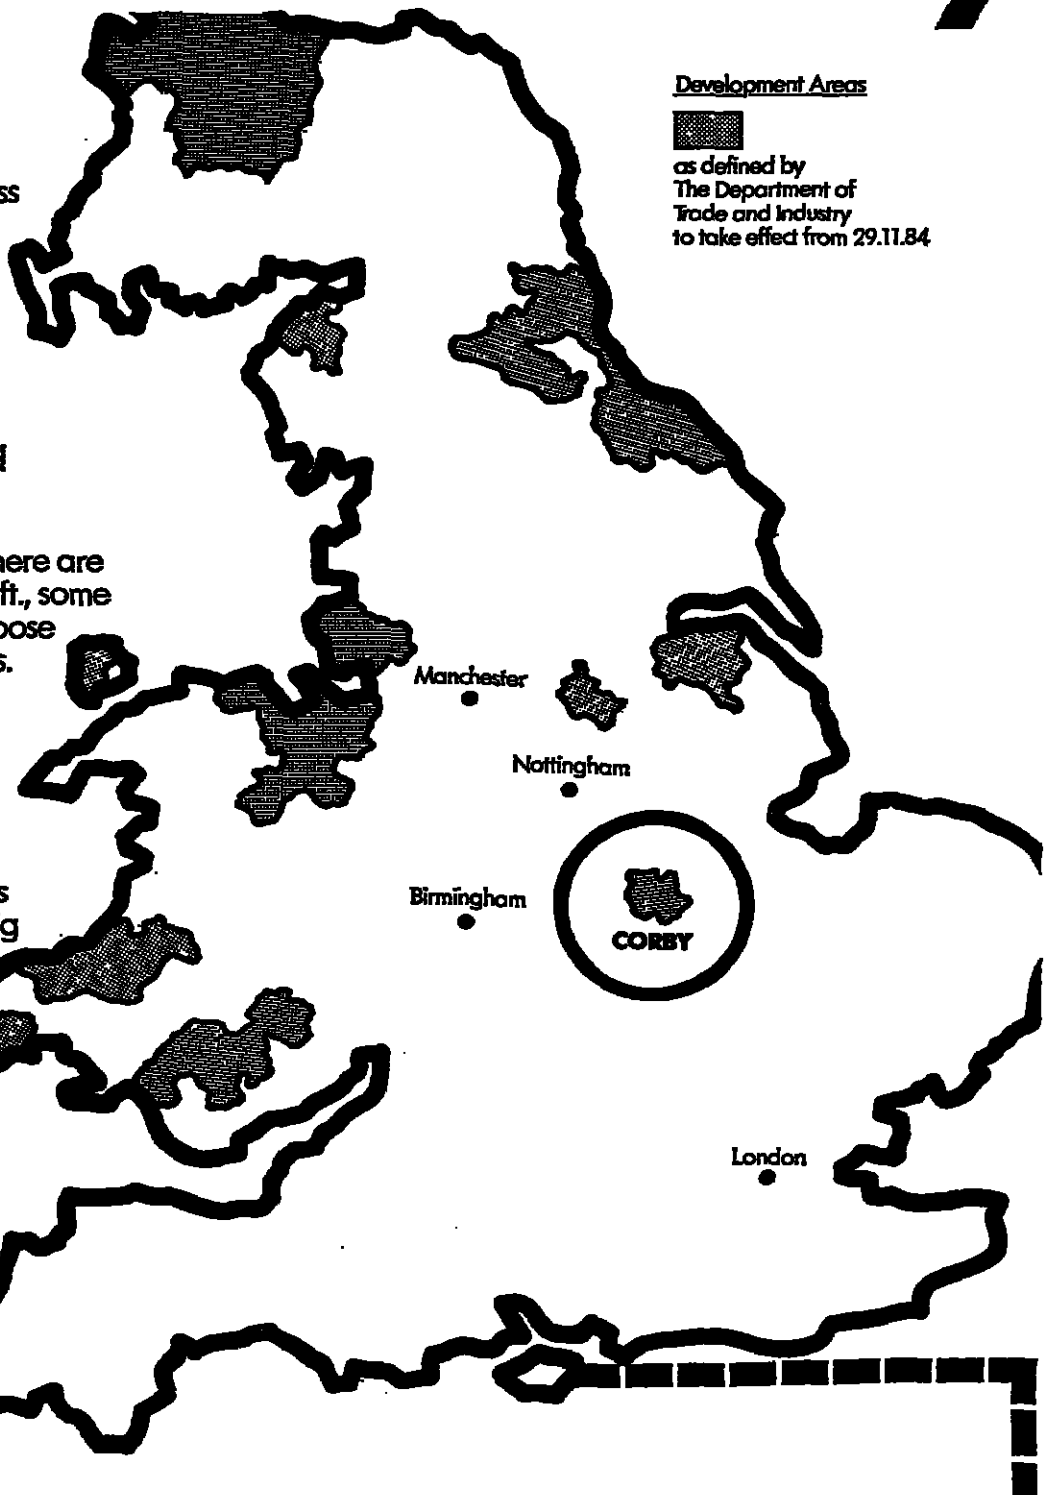 Development Areas
as defined by
The Department of
Trade and Industry
to take effect from 29.11.84
ss
here are
ft., some
oose
s.
Manchester
Nottingham
Birmingham
CORBY
s
g
London